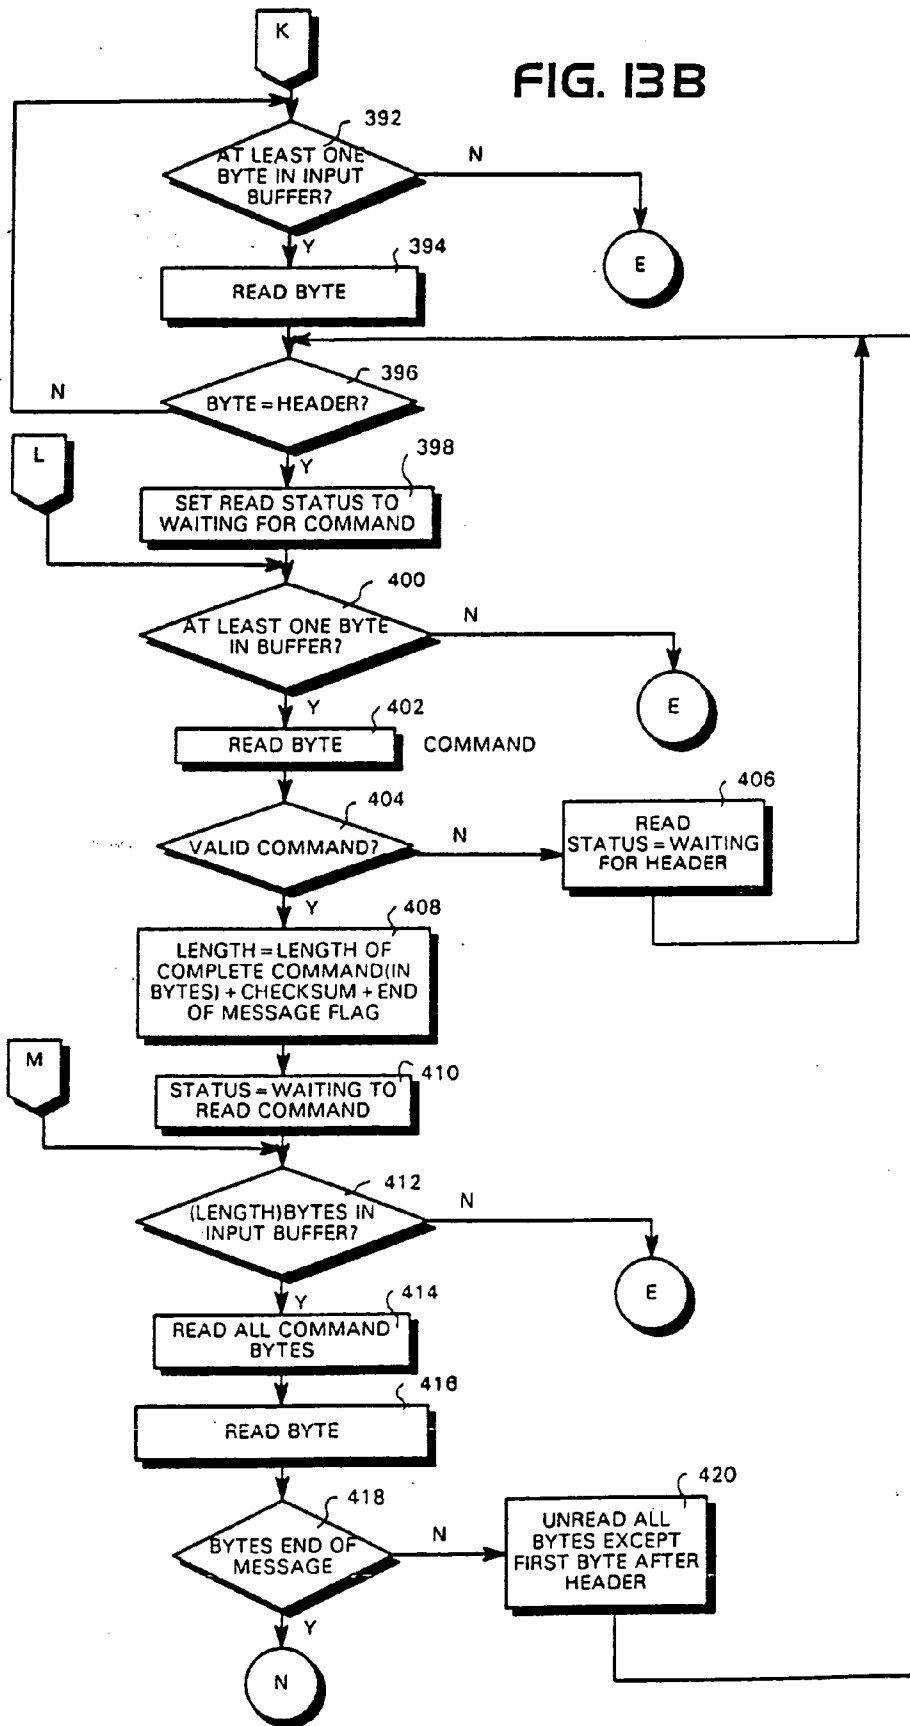 K
FIG. 13B
392
AT LEAST ONE
BYTE IN INPUT
BUFFER?
N
E
Y
394
READ BYTE
396
BYTE=HEADER?
N
Y
L
398
SET READ STATUS TO
WAITING FOR COMMAND
400
AT LEAST ONE BYTE
IN BUFFER?
N
E
Y
402
READ BYTE COMMAND
404
VALID COMMAND?
N
406
READ
STATUS=WAITING
FOR HEADER
Y
408
LENGTH=LENGTH OF
COMPLETE COMMAND(IN
BYTES)+CHECKSUM+END
OF MESSAGE FLAG
M
410
STATUS=WAITING TO
READ COMMAND
412
(LENGTH)BYTES IN
INPUT BUFFER?
N
E
Y
414
READ ALL COMMAND
BYTES
416
READ BYTE
418
BYTES END OF
MESSAGE
N
420
UNREAD ALL
BYTES EXCEPT
FIRST BYTE AFTER
HEADER
Y
N